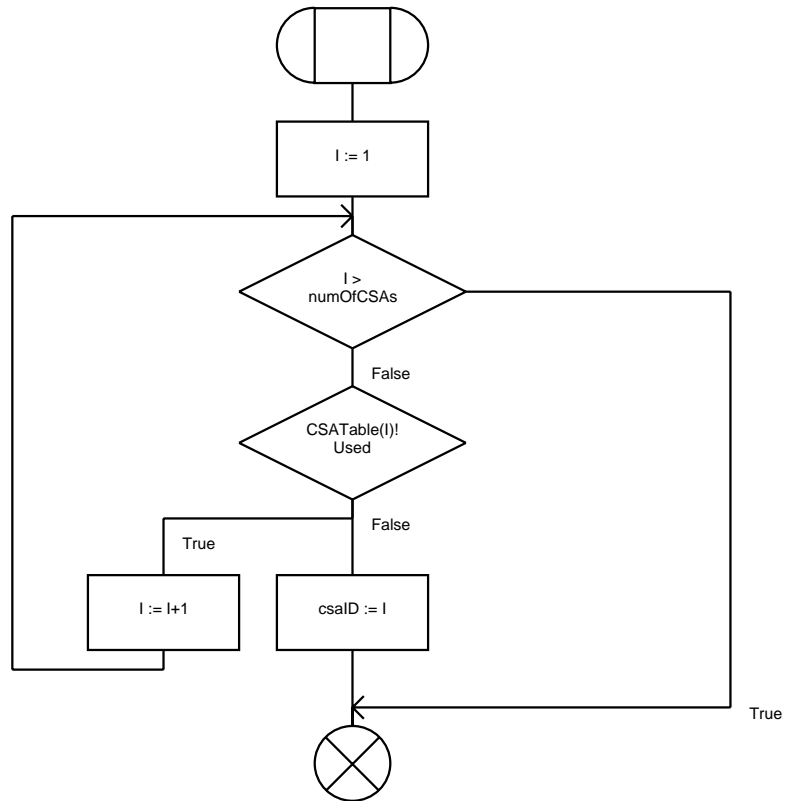 I := 1
I >
numOfCSAs
False
CSATable(I)!
Used
False
True
I := I+1
csaID := I
True